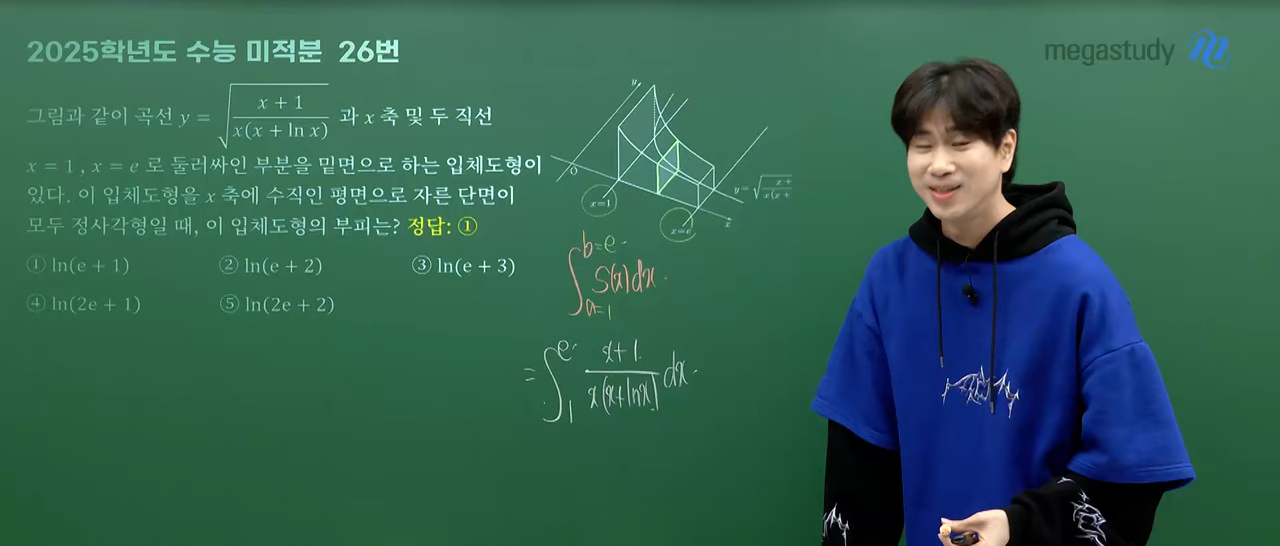 2025학년도 수능 미적분 26번
megastudy
그림과 같이 곡선 y = √((x + 1)/(x(x + ln x))) 과 x 축 및 두 직선
x = 1 , x = e 로 둘러싸인 부분을 밑면으로 하는 입체도형이
있다. 이 입체도형을 x 축에 수직인 평면으로 자른 단면이
모두 정사각형일 때, 이 입체도형의 부피는? 정답: ①
① ln(e + 1) ② ln(e + 2) ③ ln(e + 3)
④ ln(2e + 1) ⑤ ln(2e + 2)
y
O
x=1
x=e
x
y=√(x+ / x(x+
∫_{a=1}^{b=e} S(x)dx
= ∫_1^e (x+1)/(x(x+lnx)) dx